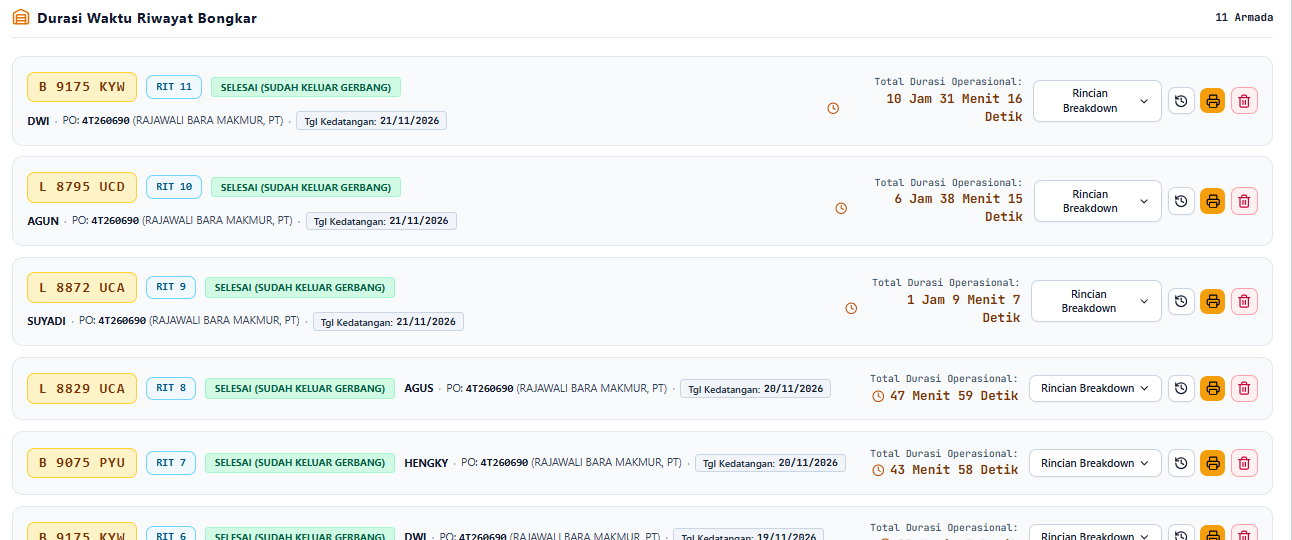 Durasi Waktu Riwayat Bongkar
11 Armada
B 9175 KYW
RIT 11
SELESAI (SUDAH KELUAR GERBANG)
DWI · PO: 4T260690 (RAJAWALI BARA MAKMUR, PT) · Tgl Kedatangan: 21/11/2026
Total Durasi Operasional:
10 Jam 31 Menit 16
Detik
Rincian
Breakdown
L 8795 UCD
RIT 10
SELESAI (SUDAH KELUAR GERBANG)
AGUN · PO: 4T260690 (RAJAWALI BARA MAKMUR, PT) · Tgl Kedatangan: 21/11/2026
Total Durasi Operasional:
6 Jam 38 Menit 15
Detik
Rincian
Breakdown
L 8872 UCA
RIT 9
SELESAI (SUDAH KELUAR GERBANG)
SUYADI · PO: 4T260690 (RAJAWALI BARA MAKMUR, PT) · Tgl Kedatangan: 21/11/2026
Total Durasi Operasional:
1 Jam 9 Menit 7
Detik
Rincian
Breakdown
L 8829 UCA
RIT 8
SELESAI (SUDAH KELUAR GERBANG)
AGUS · PO: 4T260690 (RAJAWALI BARA MAKMUR, PT) · Tgl Kedatangan: 20/11/2026
Total Durasi Operasional:
47 Menit 59 Detik
Rincian Breakdown
B 9075 PYU
RIT 7
SELESAI (SUDAH KELUAR GERBANG)
HENGKY · PO: 4T260690 (RAJAWALI BARA MAKMUR, PT) · Tgl Kedatangan: 20/11/2026
Total Durasi Operasional:
43 Menit 58 Detik
Rincian Breakdown
B 9175 KYW
RIT 6
SELESAI (SUDAH KELUAR GERBANG)
DWI · PO: 4T260690 (RAJAWALI BARA MAKMUR, PT) · Tgl Kedatangan: 19/11/2026
Total Durasi Operasional:
Rincian Breakdown